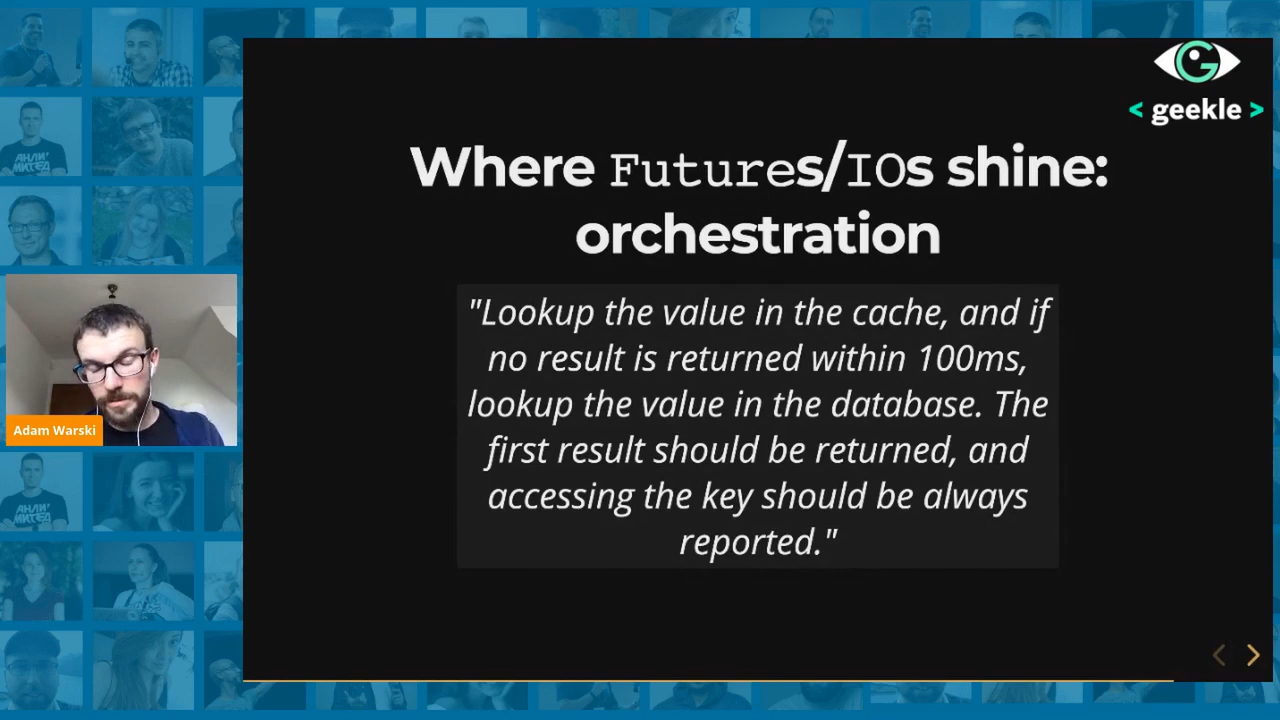 < geekle >
Where Futures/IOs shine:
orchestration
"Lookup the value in the cache, and if
no result is returned within 100ms,
lookup the value in the database. The
first result should be returned, and
accessing the key should be always
reported."
Adam Warski